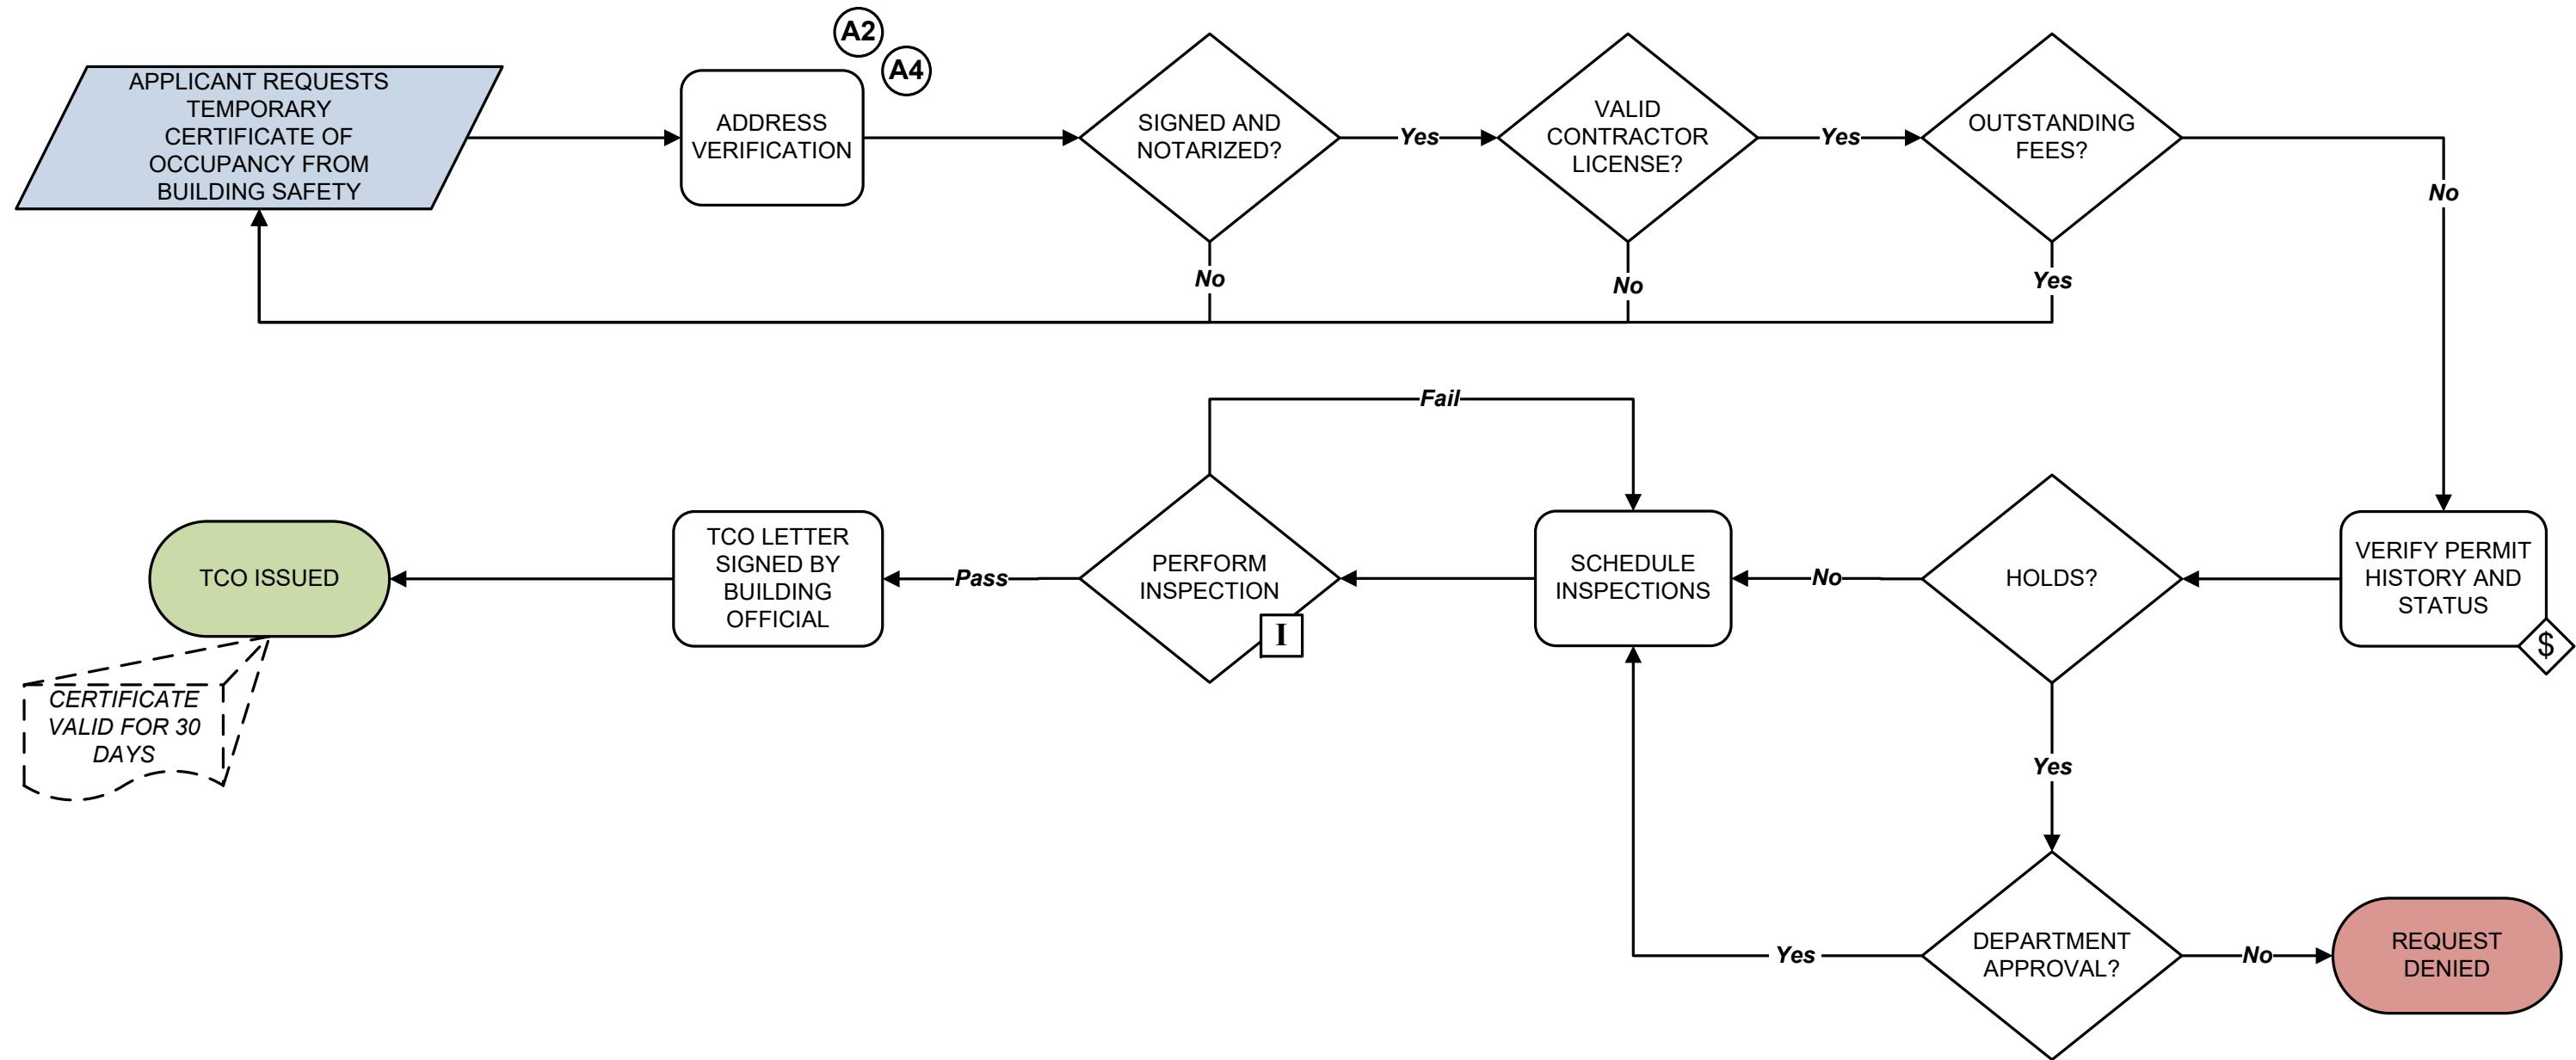 A2
A4
APPLICANT REQUESTS
TEMPORARY
CERTIFICATE OF
OCCUPANCY FROM
BUILDING SAFETY
ADDRESS
VERIFICATION
SIGNED AND
NOTARIZED?
Yes
VALID
CONTRACTOR
LICENSE?
Yes
OUTSTANDING
FEES?
No
No
No
Yes
Fail
TCO ISSUED
TCO LETTER
SIGNED BY
BUILDING
OFFICIAL
Pass
PERFORM
INSPECTION
I
SCHEDULE
INSPECTIONS
No
HOLDS?
VERIFY PERMIT
HISTORY AND
STATUS
$
CERTIFICATE
VALID FOR 30
DAYS
Yes
Yes
DEPARTMENT
APPROVAL?
No
REQUEST
DENIED